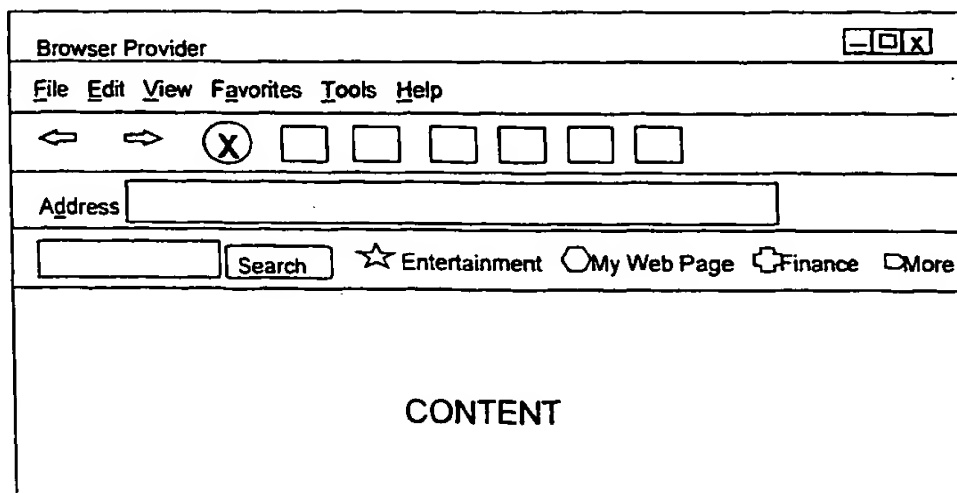 Browser Provider
File Edit View Favorites Tools Help
X
Address
Search Entertainment My Web Page Finance More
CONTENT